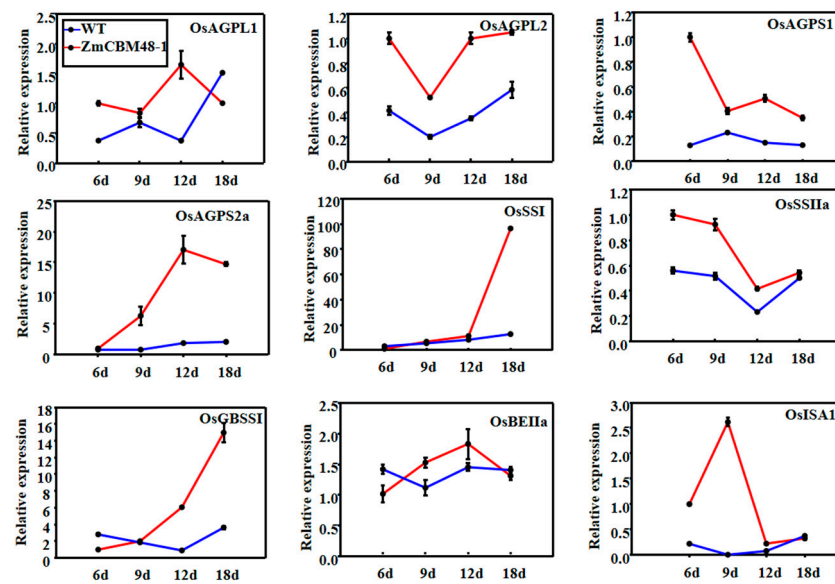 OsAGPL1
WT
ZmCBM48-1
Relative expression
2.5
2.0
1.5
1.0
0.5
0.0
6d 9d 12d 18d
OsAGPL2
Relative expression
1.2
1.0
0.8
0.6
0.4
0.2
0.0
6d 9d 12d 18d
OsAGPS1
Relative expression
1.2
1.0
0.8
0.6
0.4
0.2
0.0
6d 9d 12d 18d
OsAGPS2a
Relative expression
25
20
15
10
5
0
6d 9d 12d 18d
OsSSI
Relative expression
120
100
80
60
40
20
0
6d 9d 12d 18d
OsSSIIa
Relative expression
1.2
1.0
0.8
0.6
0.4
0.2
0.0
6d 9d 12d 18d
OsGBSSI
Relative expression
18
16
14
12
10
8
6
4
2
0
6d 9d 12d 18d
OsBEIIa
Relative expression
2.5
2.0
1.5
1.0
0.5
0.0
6d 9d 12d 18d
OsISA1
Relative expression
3.0
2.5
2.0
1.5
1.0
0.5
0.0
6d 9d 12d 18d